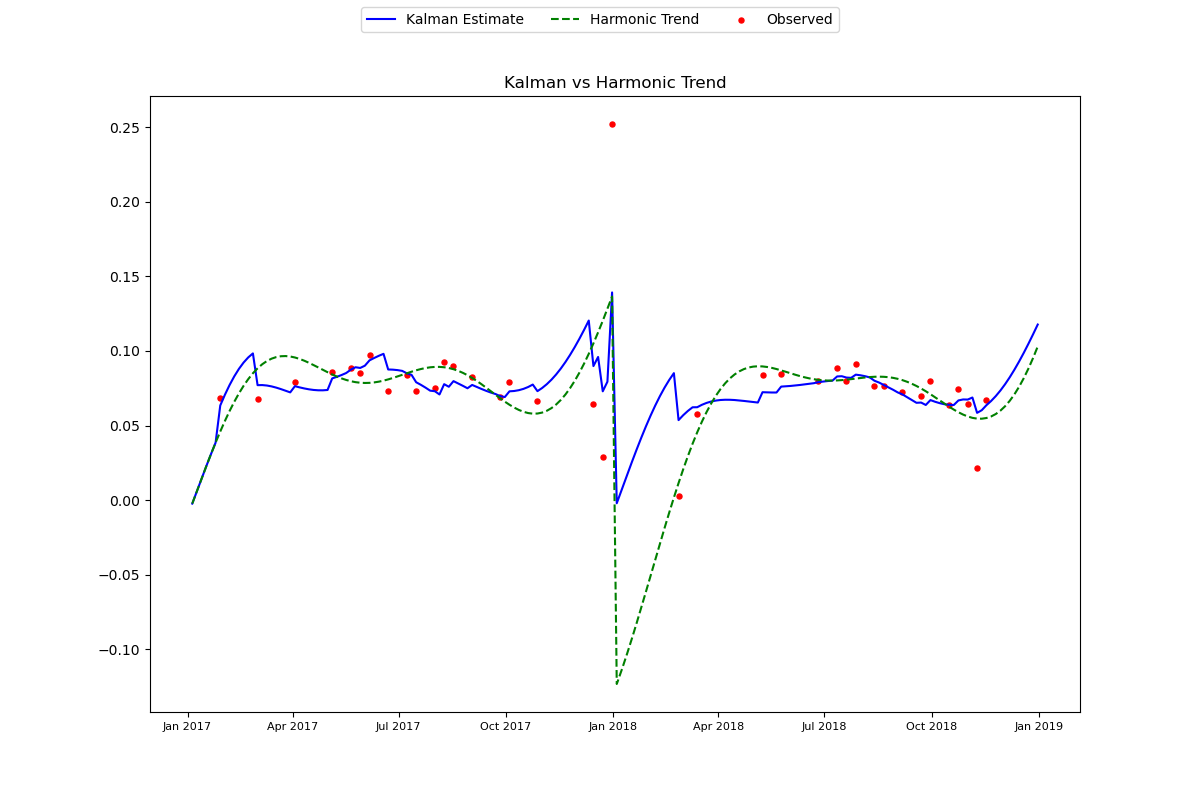 Kalman Estimate Harmonic Trend Observed
Kalman vs Harmonic Trend
0.25
0.20
0.15
0.10
0.05
0.00
−0.05
−0.10
Jan 2017 Apr 2017 Jul 2017 Oct 2017 Jan 2018 Apr 2018 Jul 2018 Oct 2018 Jan 2019